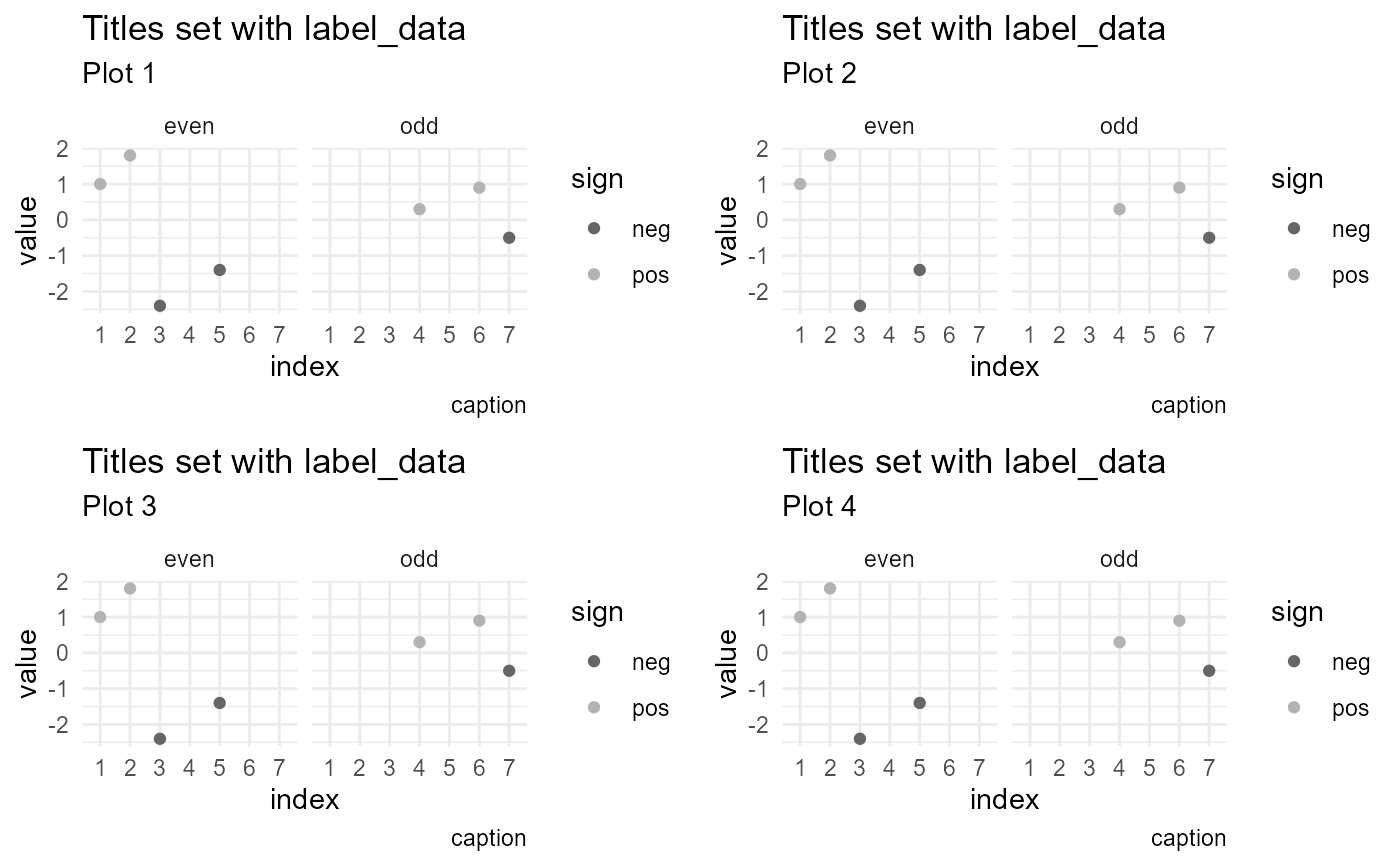 Titles set with label_data
Plot 1
even odd
2
1
0
-1
-2
value
1 2 3 4 5 6 7 1 2 3 4 5 6 7
index
sign
neg
pos
caption
Titles set with label_data
Plot 2
even odd
2
1
0
-1
-2
value
1 2 3 4 5 6 7 1 2 3 4 5 6 7
index
sign
neg
pos
caption
Titles set with label_data
Plot 3
even odd
2
1
0
-1
-2
value
1 2 3 4 5 6 7 1 2 3 4 5 6 7
index
sign
neg
pos
caption
Titles set with label_data
Plot 4
even odd
2
1
0
-1
-2
value
1 2 3 4 5 6 7 1 2 3 4 5 6 7
index
sign
neg
pos
caption